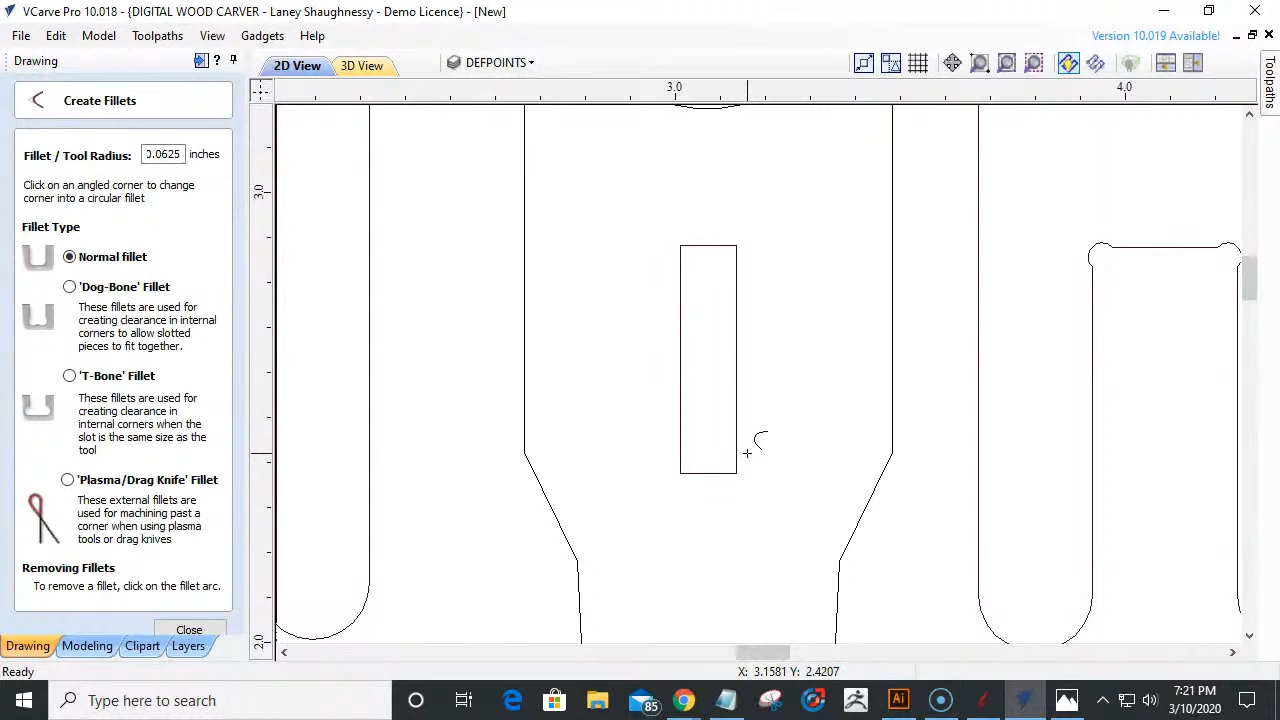 VCarve Pro 10.018 - {DIGITAL WOOD CARVER - Laney Shaughnessy - Demo Licence} - [New]
File Edit Model Toolpaths View Gadgets Help
Version 10.019 Available!
Drawing
2D View 3D View DEFPOINTS
Toolpaths
3.0 4.0
3.0
2.0
Create Fillets
Fillet / Tool Radius: 0.0625 inches
Click on an angled corner to change
corner into a circular fillet
Fillet Type
Normal fillet
'Dog-Bone' Fillet
These fillets are used for
creating clearance in internal
corners to allow slotted
pieces to fit together.
'T-Bone' Fillet
These fillets are used for
creating clearance in
internal corners when the
slot is the same size as the
tool
'Plasma/Drag Knife' Fillet
These external fillets are
used for machining past a
corner when using plasma
tools or drag knives
Removing Fillets
To remove a fillet, click on the fillet arc.
Close
Drawing Modeling Clipart Layers
Ready
X: 3.1581 Y: 2.4207
Type here to search
85
Ai
7:21 PM
3/10/2020